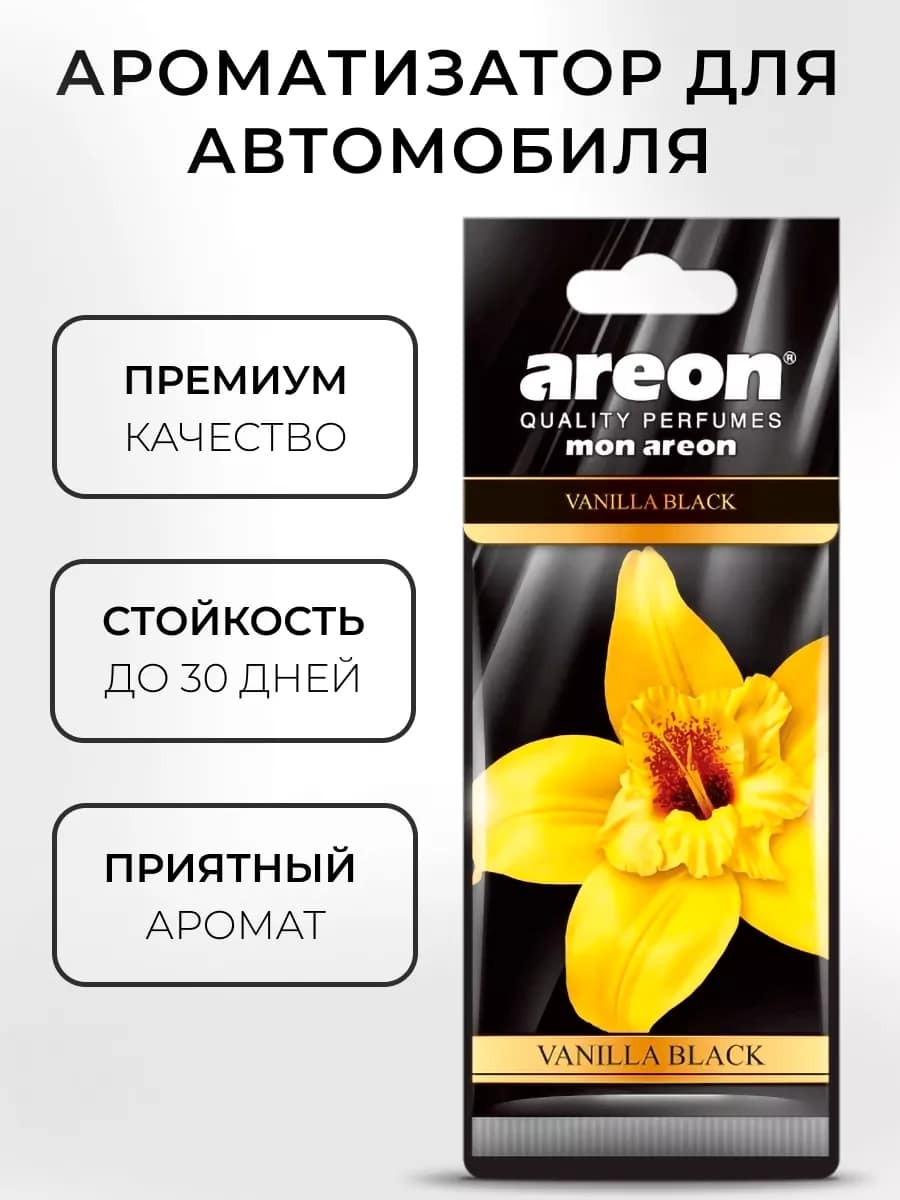 АРОМАТИЗАТОР ДЛЯ
АВТОМОБИЛЯ
ПРЕМИУМ
КАЧЕСТВО
СТОЙКОСТЬ
ДО 30 ДНЕЙ
ПРИЯТНЫЙ
АРОМАТ
areon®
QUALITY PERFUMES
mon areon
VANILLA BLACK
VANILLA BLACK